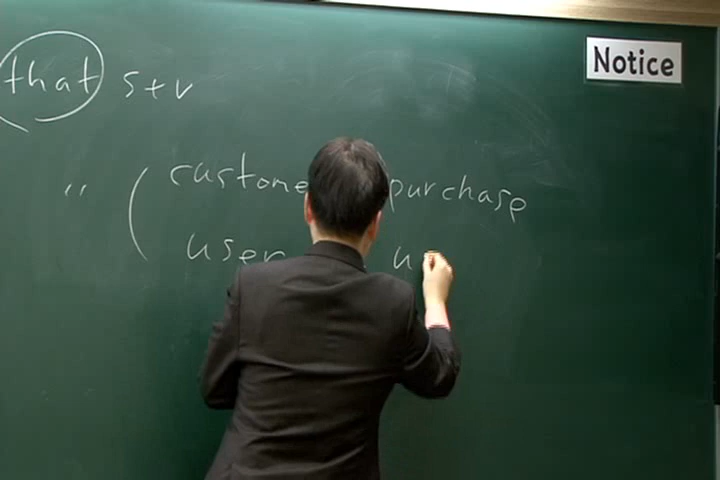 Notice
that s+v
" ( custome purchase
user u